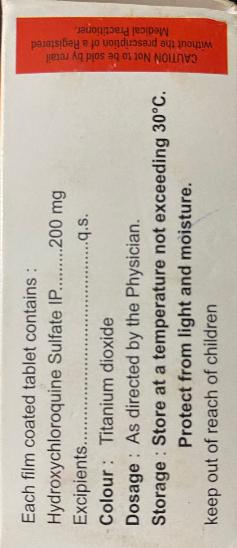 CAUTION Not to be sold by retail
without the prescription of a Registered
Medical Practitioner.
Each film coated tablet contains :
Hydroxychloroquine Sulfate IP..........200 mg
Excipients........................................q.s.
Colour : Titanium dioxide
Dosage : As directed by the Physician.
Storage : Store at a temperature not exceeding 30°C.
Protect from light and moisture.
keep out of reach of children